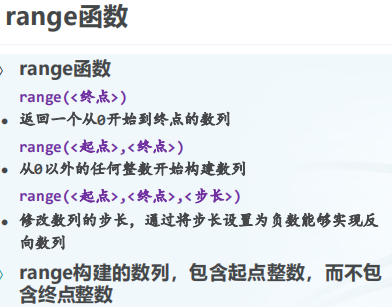 range函数
range函数
range(<终点>)
返回一个从0开始到终点的数列
range(<起点>,<终点>)
从0以外的任何整数开始构建数列
range(<起点>,<终点>,<步长>)
修改数列的步长，通过将步长设置为负数能够实现反
向数列
range构建的数列，包含起点整数，而不包
含终点整数